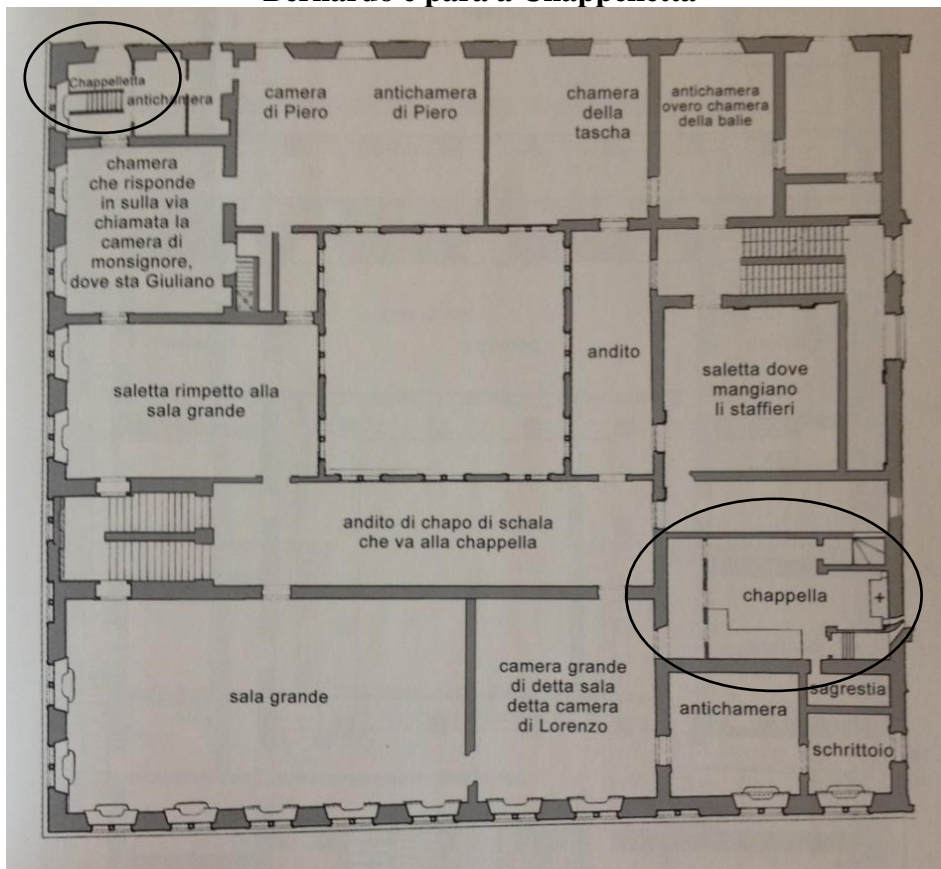 Bernardo e para a Chappelletta
Chappelletta
antichamera
camera
di Piero
antichamera
di Piero
chamera
della
tascha
antichamera
overo chamera
della balie
chamera
che risponde
in sulla via
chiamata la
camera di
monsignore,
dove sta Giuliano
andito
saletta dove
mangiano
li staffieri
saletta rimpetto alla
sala grande
andito di chapo di schala
che va alla chappella
chappella
sala grande
camera grande
di detta sala
detta camera
di Lorenzo
antichamera
sagrestia
schrittoio